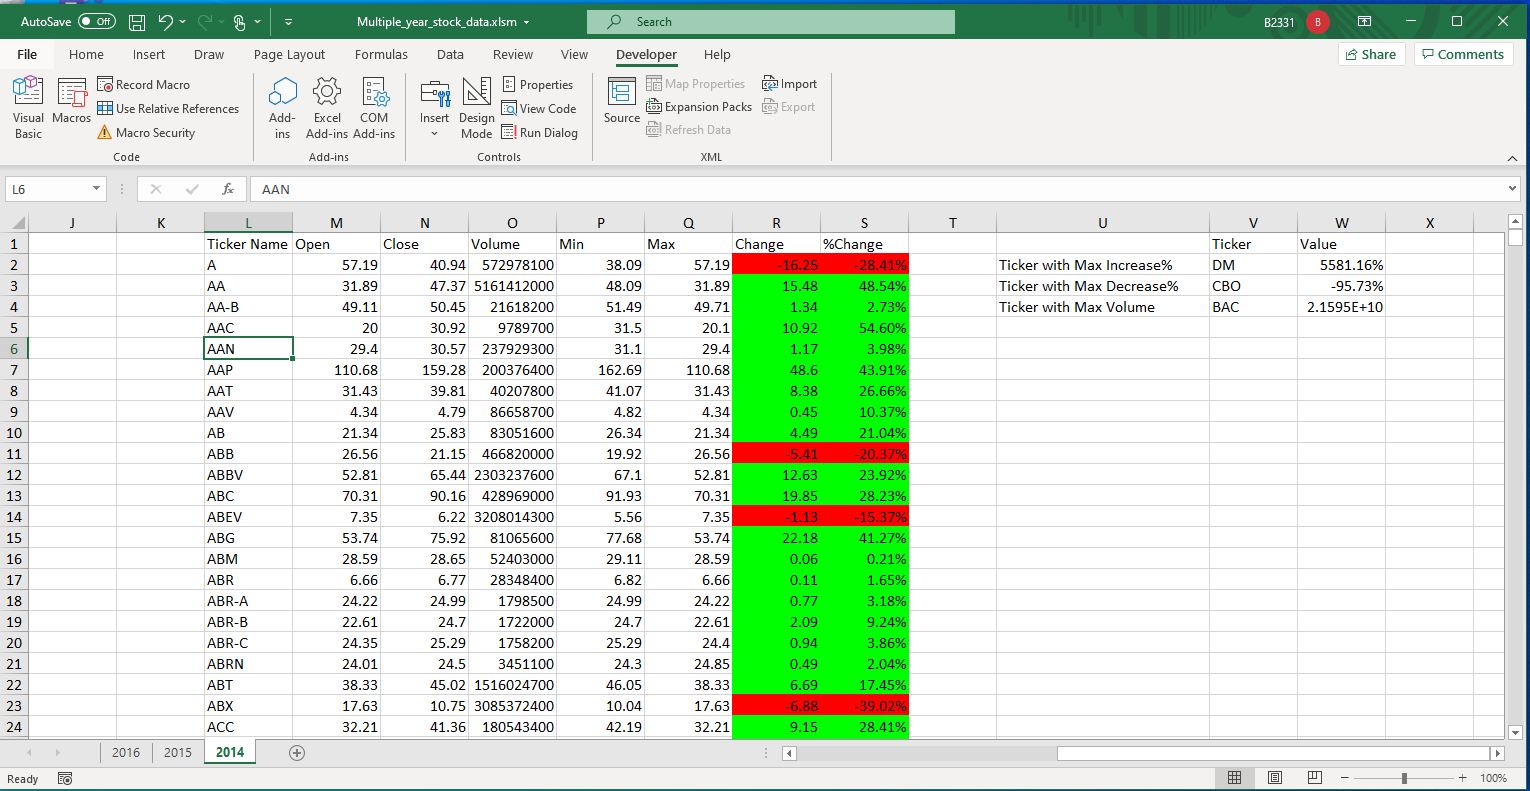 AutoSave Off Multiple_year_stock_data.xlsm Search B2331 B
File Home Insert Draw Page Layout Formulas Data Review View Developer Help Share Comments
Visual Basic Macros Record Macro Use Relative References Macro Security
Add-ins Excel Add-ins COM Add-ins
Insert Design Mode Properties View Code Run Dialog
Source Map Properties Expansion Packs Refresh Data Import Export
Code Add-ins Controls XML
L6 fx AAN
J K L M N O P Q R S T U V W X
1 Ticker Name Open Close Volume Min Max Change %Change Ticker Value
2 A 57.19 40.94 572978100 38.09 57.19 -16.25 -28.41% Ticker with Max Increase% DM 5581.16%
3 AA 31.89 47.37 5161412000 48.09 31.89 15.48 48.54% Ticker with Max Decrease% CBO -95.73%
4 AA-B 49.11 50.45 21618200 51.49 49.71 1.34 2.73% Ticker with Max Volume BAC 2.1595E+10
5 AAC 20 30.92 9789700 31.5 20.1 10.92 54.60%
6 AAN 29.4 30.57 237929300 31.1 29.4 1.17 3.98%
7 AAP 110.68 159.28 200376400 162.69 110.68 48.6 43.91%
8 AAT 31.43 39.81 40207800 41.07 31.43 8.38 26.66%
9 AAV 4.34 4.79 86658700 4.82 4.34 0.45 10.37%
10 AB 21.34 25.83 83051600 26.34 21.34 4.49 21.04%
11 ABB 26.56 21.15 466820000 19.92 26.56 -5.41 -20.37%
12 ABBV 52.81 65.44 2303237600 67.1 52.81 12.63 23.92%
13 ABC 70.31 90.16 428969000 91.93 70.31 19.85 28.23%
14 ABEV 7.35 6.22 3208014300 5.56 7.35 -1.13 -15.37%
15 ABG 53.74 75.92 81065600 77.68 53.74 22.18 41.27%
16 ABM 28.59 28.65 52403000 29.11 28.59 0.06 0.21%
17 ABR 6.66 6.77 28348400 6.82 6.66 0.11 1.65%
18 ABR-A 24.22 24.99 1798500 24.99 24.22 0.77 3.18%
19 ABR-B 22.61 24.7 1722000 24.7 22.61 2.09 9.24%
20 ABR-C 24.35 25.29 1758200 25.29 24.4 0.94 3.86%
21 ABRN 24.01 24.5 3451100 24.3 24.85 0.49 2.04%
22 ABT 38.33 45.02 1516024700 46.05 38.33 6.69 17.45%
23 ABX 17.63 10.75 3085372400 10.04 17.63 -6.88 -39.02%
24 ACC 32.21 41.36 180543400 42.19 32.21 9.15 28.41%
2016 2015 2014
Ready 100%